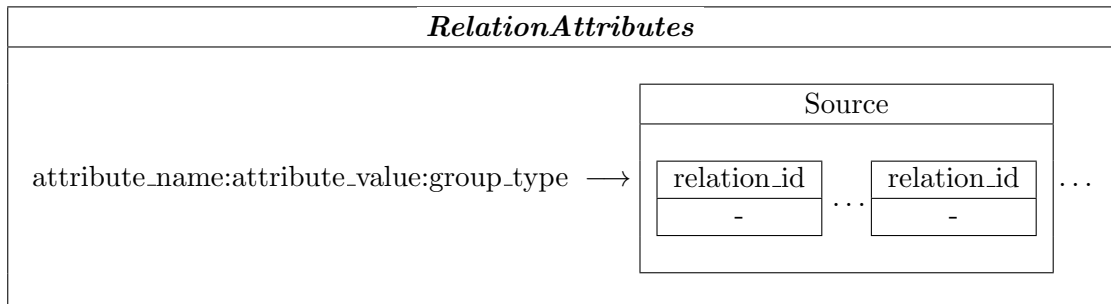 RelationAttributes
Source
attribute_name:attribute_value:group_type ⟶ relation_id ... relation_id ...
- -